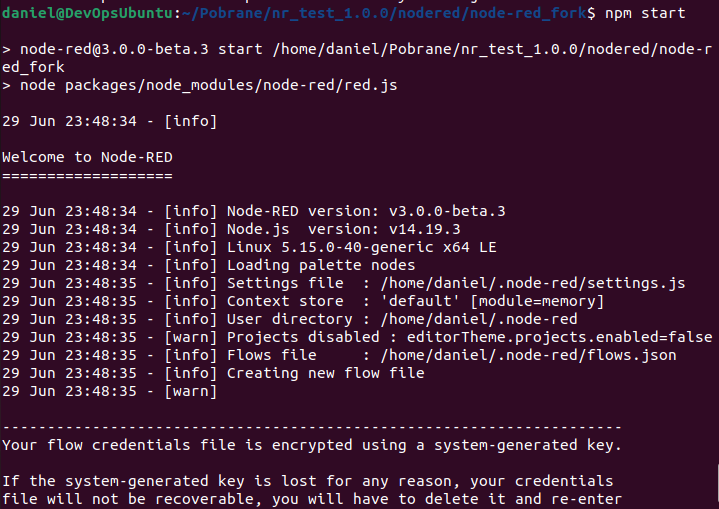 daniel@DevOpsUbuntu:~/Pobrane/nr_test_1.0.0/nodered/node-red_fork$ npm start
> node-red@3.0.0-beta.3 start /home/daniel/Pobrane/nr_test_1.0.0/nodered/node-r
ed_fork
> node packages/node_modules/node-red/red.js
29 Jun 23:48:34 - [info]
Welcome to Node-RED
===================
29 Jun 23:48:34 - [info] Node-RED version: v3.0.0-beta.3
29 Jun 23:48:34 - [info] Node.js  version: v14.19.3
29 Jun 23:48:34 - [info] Linux 5.15.0-40-generic x64 LE
29 Jun 23:48:34 - [info] Loading palette nodes
29 Jun 23:48:35 - [info] Settings file  : /home/daniel/.node-red/settings.js
29 Jun 23:48:35 - [info] Context store  : 'default' [module=memory]
29 Jun 23:48:35 - [info] User directory : /home/daniel/.node-red
29 Jun 23:48:35 - [warn] Projects disabled : editorTheme.projects.enabled=false
29 Jun 23:48:35 - [info] Flows file     : /home/daniel/.node-red/flows.json
29 Jun 23:48:35 - [info] Creating new flow file
29 Jun 23:48:35 - [warn]
---------------------------------------------------------------------
Your flow credentials file is encrypted using a system-generated key.
If the system-generated key is lost for any reason, your credentials
file will not be recoverable, you will have to delete it and re-enter